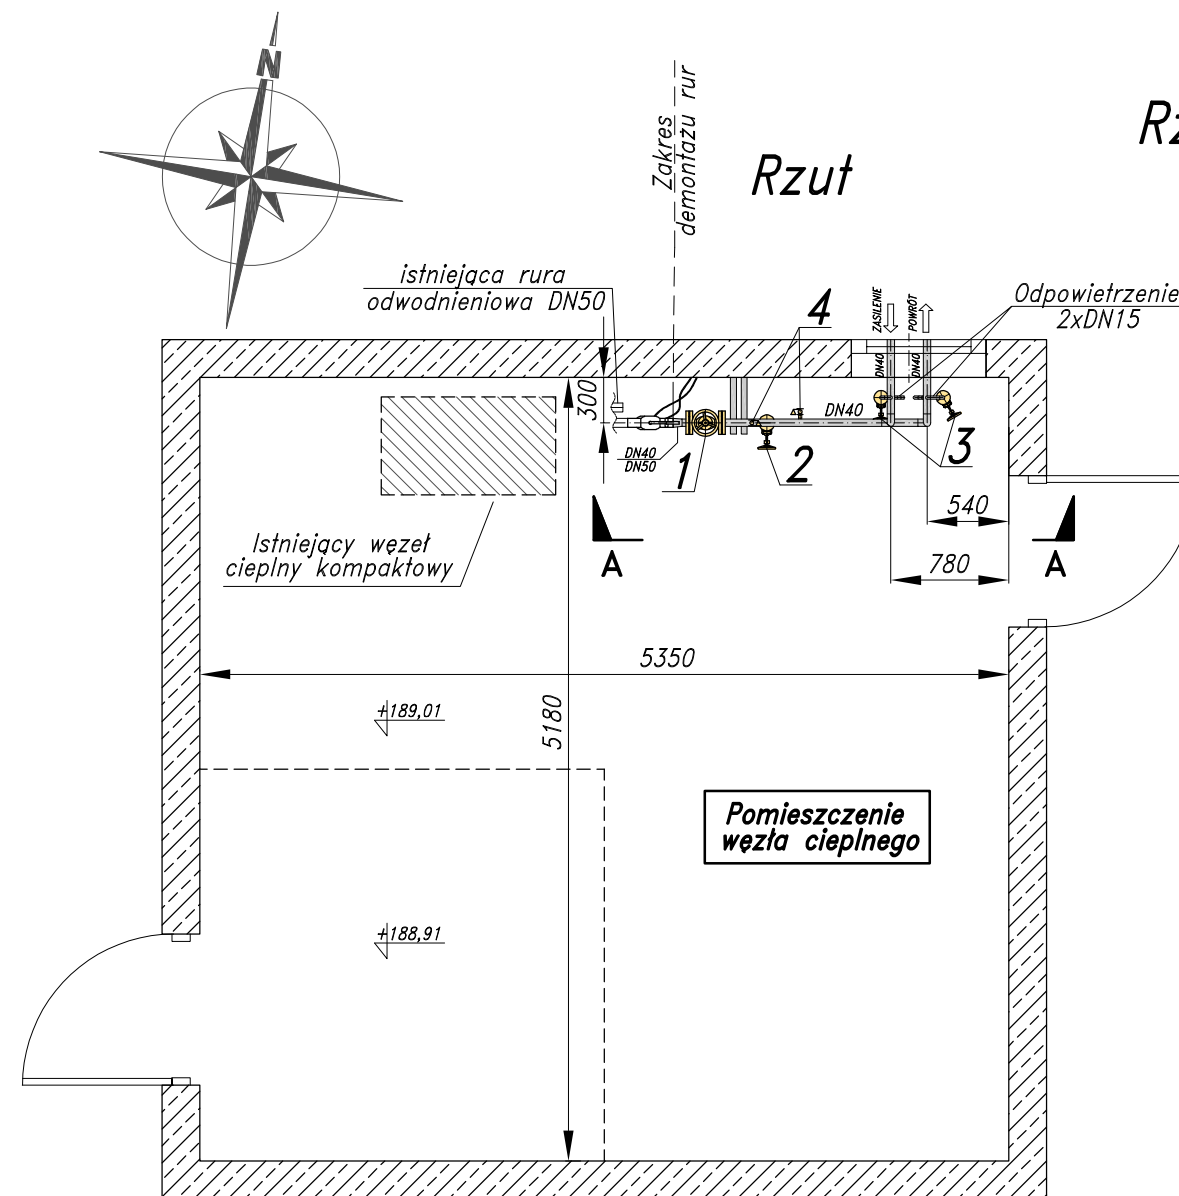 N
Zakres
demontażu rur
Rzut
Rz
istniejąca rura
odwodnieniowa DN50
4
ZASILENIE
POWRÓT
Odpowietrzenie
2xDN15
DN40
DN40
300
DN40
DN40
DN50
1
2
3
540
780
A
A
Istniejący węzeł
cieplny kompaktowy
5350
5180
+189,01
Pomieszczenie
węzła cieplnego
+188,91